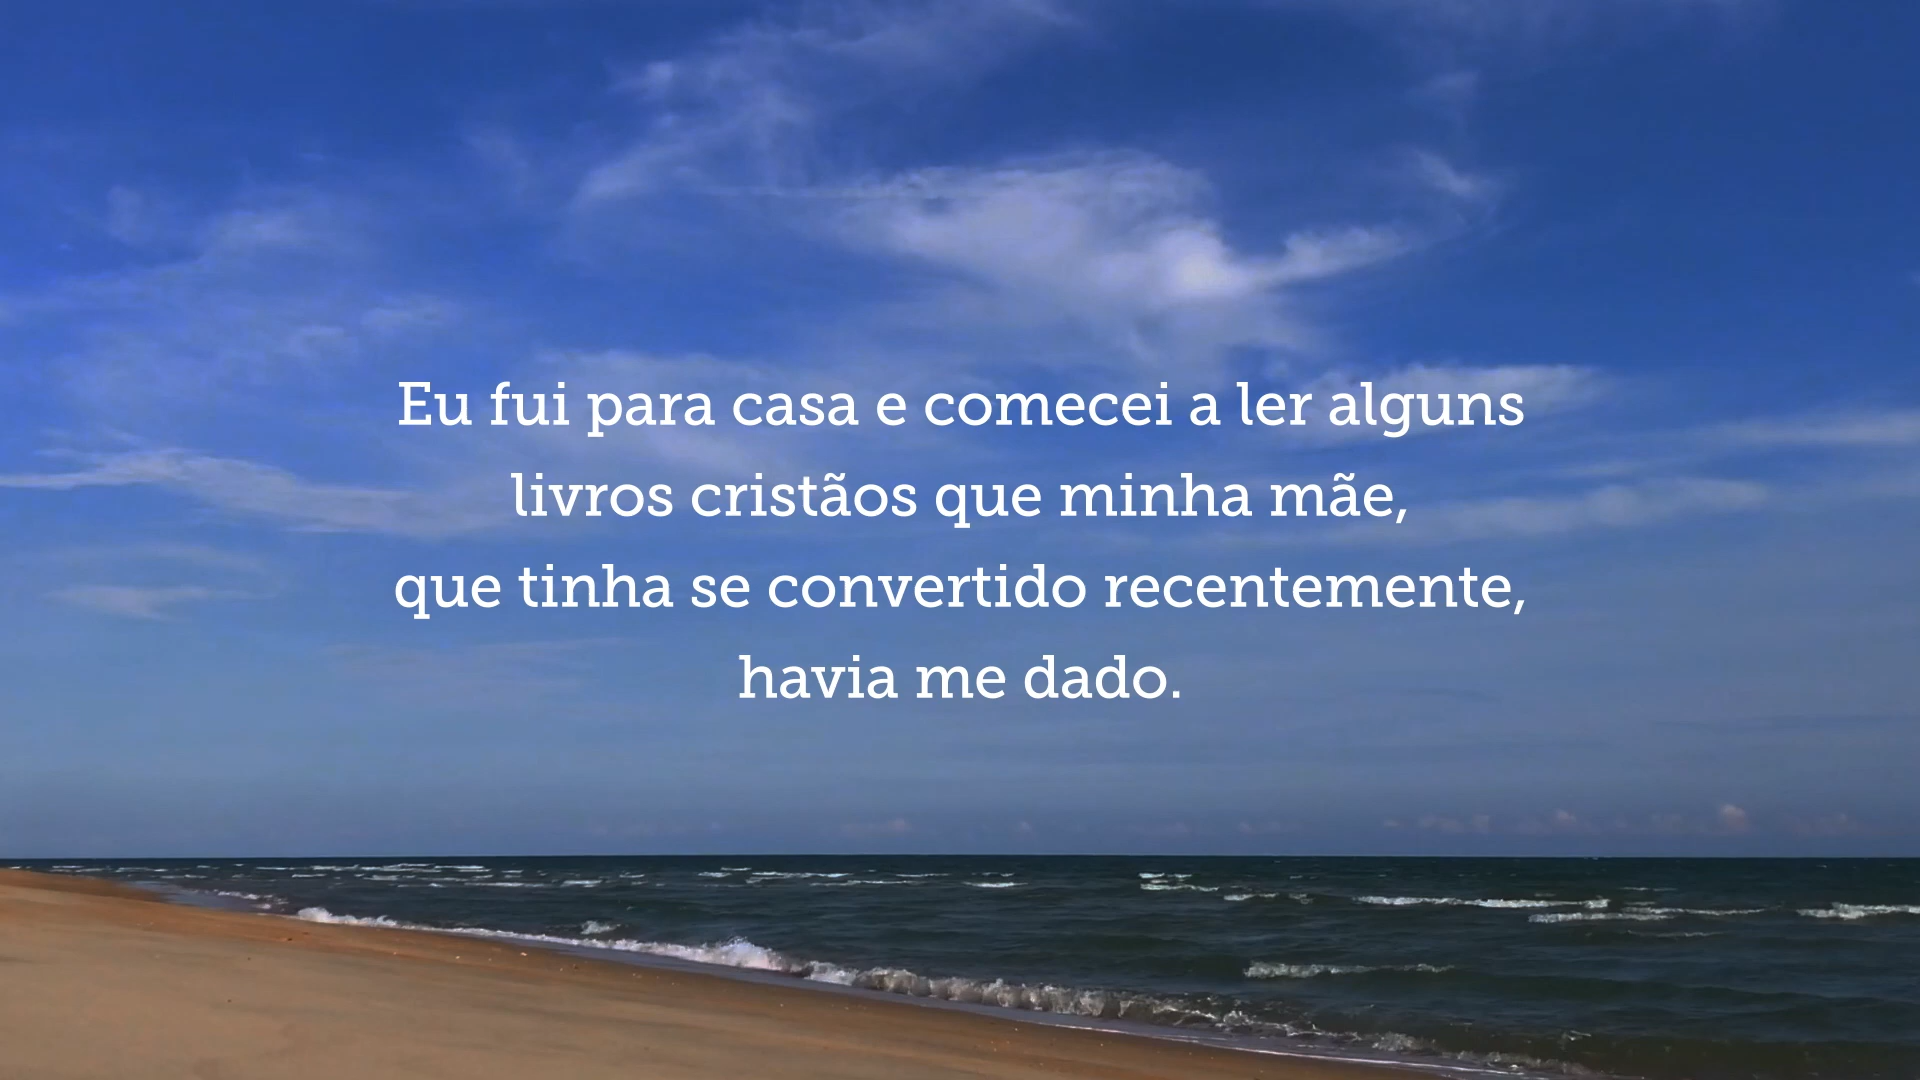 Eu fui para casa e comecei a ler alguns
livros cristãos que minha mãe,
que tinha se convertido recentemente,
havia me dado.